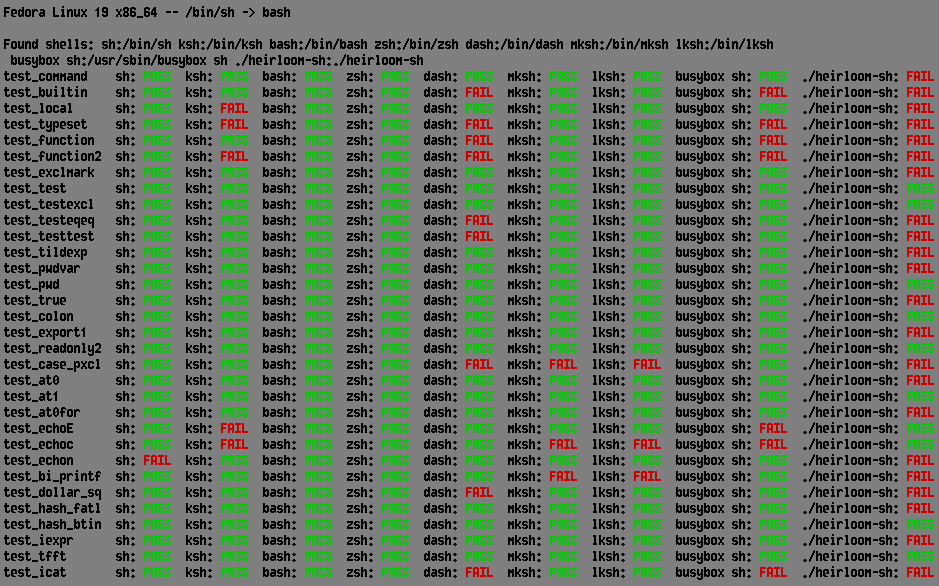 Fedora Linux 19 x86_64 -- /bin/sh -> bash
Found shells: sh:/bin/sh ksh:/bin/ksh bash:/bin/bash zsh:/bin/zsh dash:/bin/dash mksh:/bin/mksh lksh:/bin/lksh
busybox sh:/usr/sbin/busybox sh ./heirloom-sh:./heirloom-sh
test_command sh: PASS ksh: PASS bash: PASS zsh: PASS dash: PASS mksh: PASS lksh: PASS busybox sh: PASS ./heirloom-sh: FAIL
test_builtin sh: PASS ksh: PASS bash: PASS zsh: PASS dash: FAIL mksh: PASS lksh: PASS busybox sh: FAIL ./heirloom-sh: FAIL
test_local sh: PASS ksh: FAIL bash: PASS zsh: PASS dash: PASS mksh: PASS lksh: PASS busybox sh: PASS ./heirloom-sh: FAIL
test_typeset sh: PASS ksh: FAIL bash: PASS zsh: PASS dash: FAIL mksh: PASS lksh: PASS busybox sh: FAIL ./heirloom-sh: FAIL
test_function sh: PASS ksh: PASS bash: PASS zsh: PASS dash: FAIL mksh: PASS lksh: PASS busybox sh: FAIL ./heirloom-sh: FAIL
test_function2 sh: PASS ksh: FAIL bash: PASS zsh: PASS dash: FAIL mksh: PASS lksh: PASS busybox sh: FAIL ./heirloom-sh: FAIL
test_exclmark sh: PASS ksh: PASS bash: PASS zsh: PASS dash: PASS mksh: PASS lksh: PASS busybox sh: PASS ./heirloom-sh: FAIL
test_test sh: PASS ksh: PASS bash: PASS zsh: PASS dash: PASS mksh: PASS lksh: PASS busybox sh: PASS ./heirloom-sh: PASS
test_testexcl sh: PASS ksh: PASS bash: PASS zsh: PASS dash: PASS mksh: PASS lksh: PASS busybox sh: PASS ./heirloom-sh: PASS
test_testeqeq sh: PASS ksh: PASS bash: PASS zsh: PASS dash: FAIL mksh: PASS lksh: PASS busybox sh: PASS ./heirloom-sh: FAIL
test_testtest sh: PASS ksh: PASS bash: PASS zsh: PASS dash: FAIL mksh: PASS lksh: PASS busybox sh: PASS ./heirloom-sh: FAIL
test_tildexp sh: PASS ksh: PASS bash: PASS zsh: PASS dash: PASS mksh: PASS lksh: PASS busybox sh: PASS ./heirloom-sh: FAIL
test_pwdvar sh: PASS ksh: PASS bash: PASS zsh: PASS dash: PASS mksh: PASS lksh: PASS busybox sh: PASS ./heirloom-sh: FAIL
test_pwd sh: PASS ksh: PASS bash: PASS zsh: PASS dash: PASS mksh: PASS lksh: PASS busybox sh: PASS ./heirloom-sh: PASS
test_true sh: PASS ksh: PASS bash: PASS zsh: PASS dash: PASS mksh: PASS lksh: PASS busybox sh: PASS ./heirloom-sh: FAIL
test_colon sh: PASS ksh: PASS bash: PASS zsh: PASS dash: PASS mksh: PASS lksh: PASS busybox sh: PASS ./heirloom-sh: PASS
test_export1 sh: PASS ksh: PASS bash: PASS zsh: PASS dash: PASS mksh: PASS lksh: PASS busybox sh: PASS ./heirloom-sh: FAIL
test_readonly2 sh: PASS ksh: PASS bash: PASS zsh: PASS dash: PASS mksh: PASS lksh: PASS busybox sh: PASS ./heirloom-sh: PASS
test_case_pxcl sh: PASS ksh: PASS bash: PASS zsh: PASS dash: FAIL mksh: FAIL lksh: FAIL busybox sh: PASS ./heirloom-sh: FAIL
test_at0 sh: PASS ksh: PASS bash: PASS zsh: PASS dash: PASS mksh: PASS lksh: PASS busybox sh: PASS ./heirloom-sh: FAIL
test_at1 sh: PASS ksh: PASS bash: PASS zsh: PASS dash: PASS mksh: PASS lksh: PASS busybox sh: PASS ./heirloom-sh: PASS
test_at0for sh: PASS ksh: PASS bash: PASS zsh: PASS dash: PASS mksh: PASS lksh: PASS busybox sh: PASS ./heirloom-sh: FAIL
test_echoE sh: PASS ksh: FAIL bash: PASS zsh: PASS dash: PASS mksh: PASS lksh: PASS busybox sh: FAIL ./heirloom-sh: PASS
test_echoc sh: PASS ksh: FAIL bash: PASS zsh: PASS dash: PASS mksh: FAIL lksh: FAIL busybox sh: FAIL ./heirloom-sh: PASS
test_echon sh: FAIL ksh: PASS bash: PASS zsh: PASS dash: PASS mksh: PASS lksh: PASS busybox sh: PASS ./heirloom-sh: FAIL
test_bi_printf sh: PASS ksh: PASS bash: PASS zsh: PASS dash: PASS mksh: FAIL lksh: FAIL busybox sh: PASS ./heirloom-sh: FAIL
test_dollar_sq sh: PASS ksh: PASS bash: PASS zsh: PASS dash: FAIL mksh: PASS lksh: PASS busybox sh: PASS ./heirloom-sh: FAIL
test_hash_fatl sh: PASS ksh: PASS bash: PASS zsh: PASS dash: PASS mksh: PASS lksh: PASS busybox sh: PASS ./heirloom-sh: FAIL
test_hash_btin sh: PASS ksh: PASS bash: PASS zsh: PASS dash: PASS mksh: PASS lksh: PASS busybox sh: PASS ./heirloom-sh: PASS
test_iexpr sh: PASS ksh: PASS bash: PASS zsh: PASS dash: PASS mksh: PASS lksh: PASS busybox sh: PASS ./heirloom-sh: FAIL
test_tfft sh: PASS ksh: PASS bash: PASS zsh: PASS dash: PASS mksh: PASS lksh: PASS busybox sh: PASS ./heirloom-sh: PASS
test_icat sh: PASS ksh: PASS bash: PASS zsh: PASS dash: FAIL mksh: PASS lksh: PASS busybox sh: FAIL ./heirloom-sh: FAIL